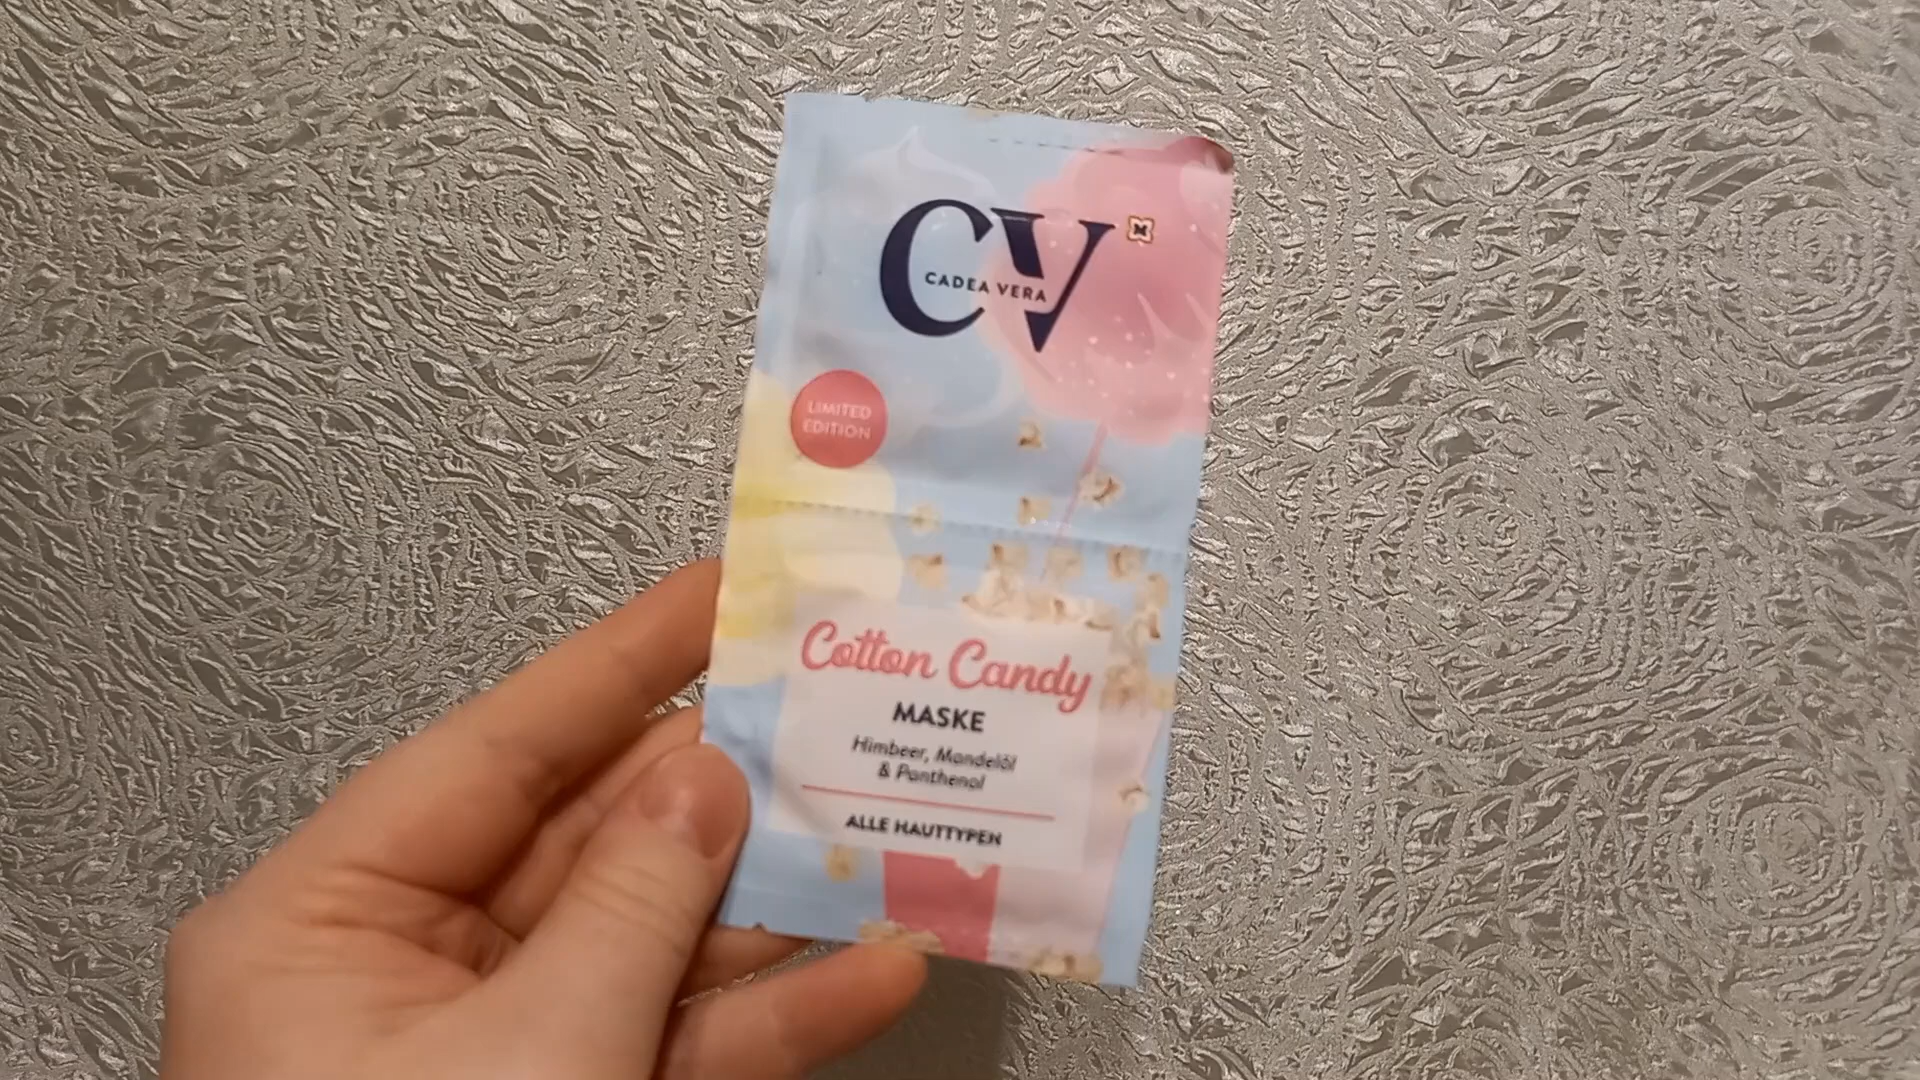 CV
CADEA VERA
M
LIMITED
EDITION
Cotton Candy
MASKE
Himbeer, Mandelöl
& Panthenol
ALLE HAUTTYPEN